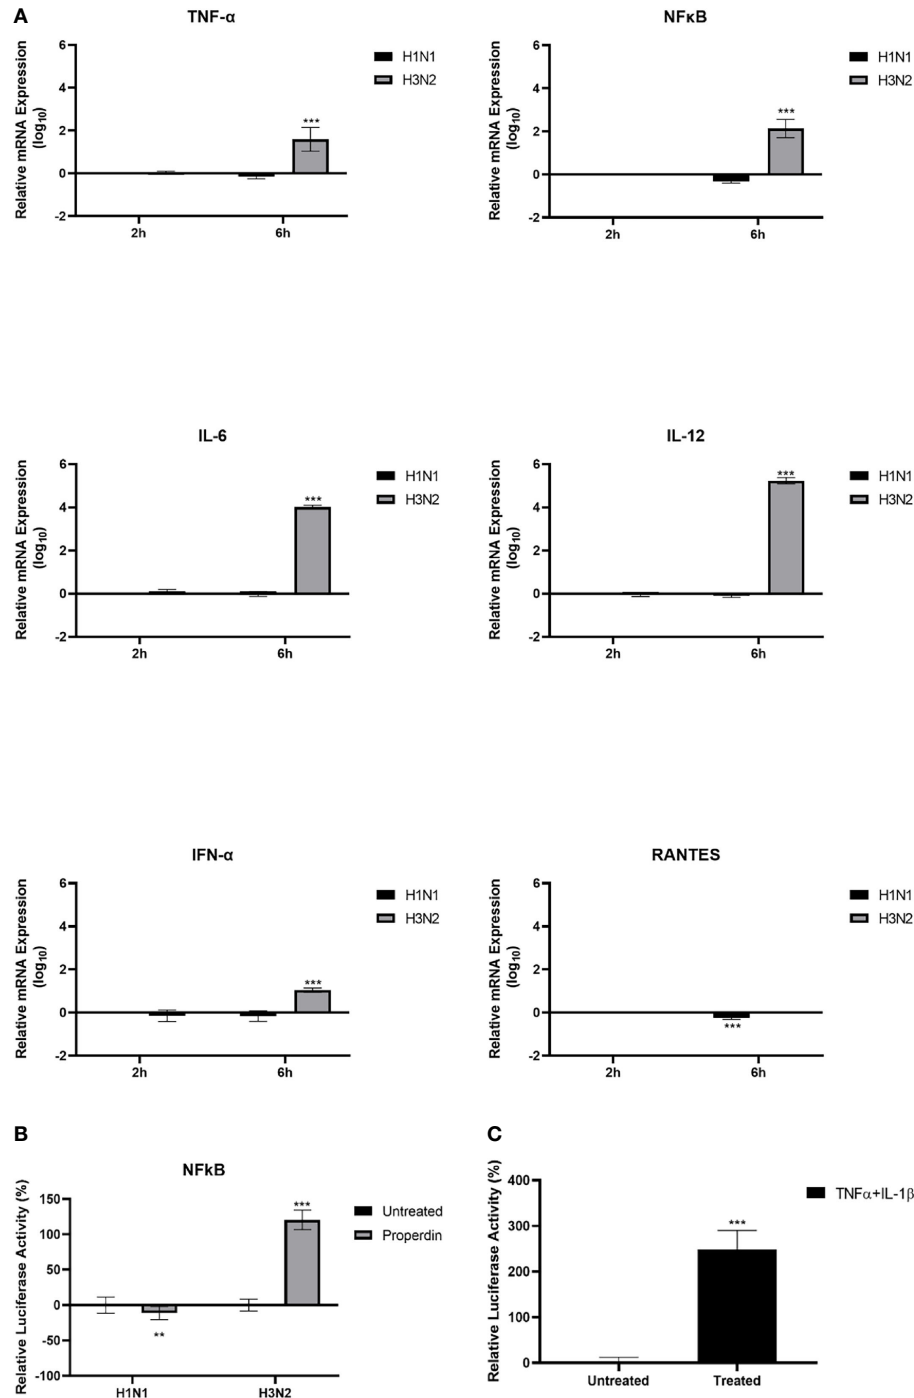 A
TNF-α
Relative mRNA Expression
(log10)
6
4
2
0
-2
2h
6h
H1N1
H3N2
***
NFκB
Relative mRNA Expression
(log10)
6
4
2
0
-2
2h
6h
H1N1
H3N2
***
IL-6
Relative mRNA Expression
(log10)
6
4
2
0
-2
2h
6h
H1N1
H3N2
***
IL-12
Relative mRNA Expression
(log10)
6
4
2
0
-2
2h
6h
H1N1
H3N2
***
IFN-α
Relative mRNA Expression
(log10)
6
4
2
0
-2
2h
6h
H1N1
H3N2
***
RANTES
Relative mRNA Expression
(log10)
6
4
2
0
-2
2h
6h
H1N1
H3N2
***
B
NFkB
Relative Luciferase Activity (%)
150
100
50
0
-50
-100
H1N1
H3N2
Untreated
Properdin
**
***
C
Relative Luciferase Activity (%)
400
300
200
100
0
Untreated
Treated
TNFα+IL-1β
***